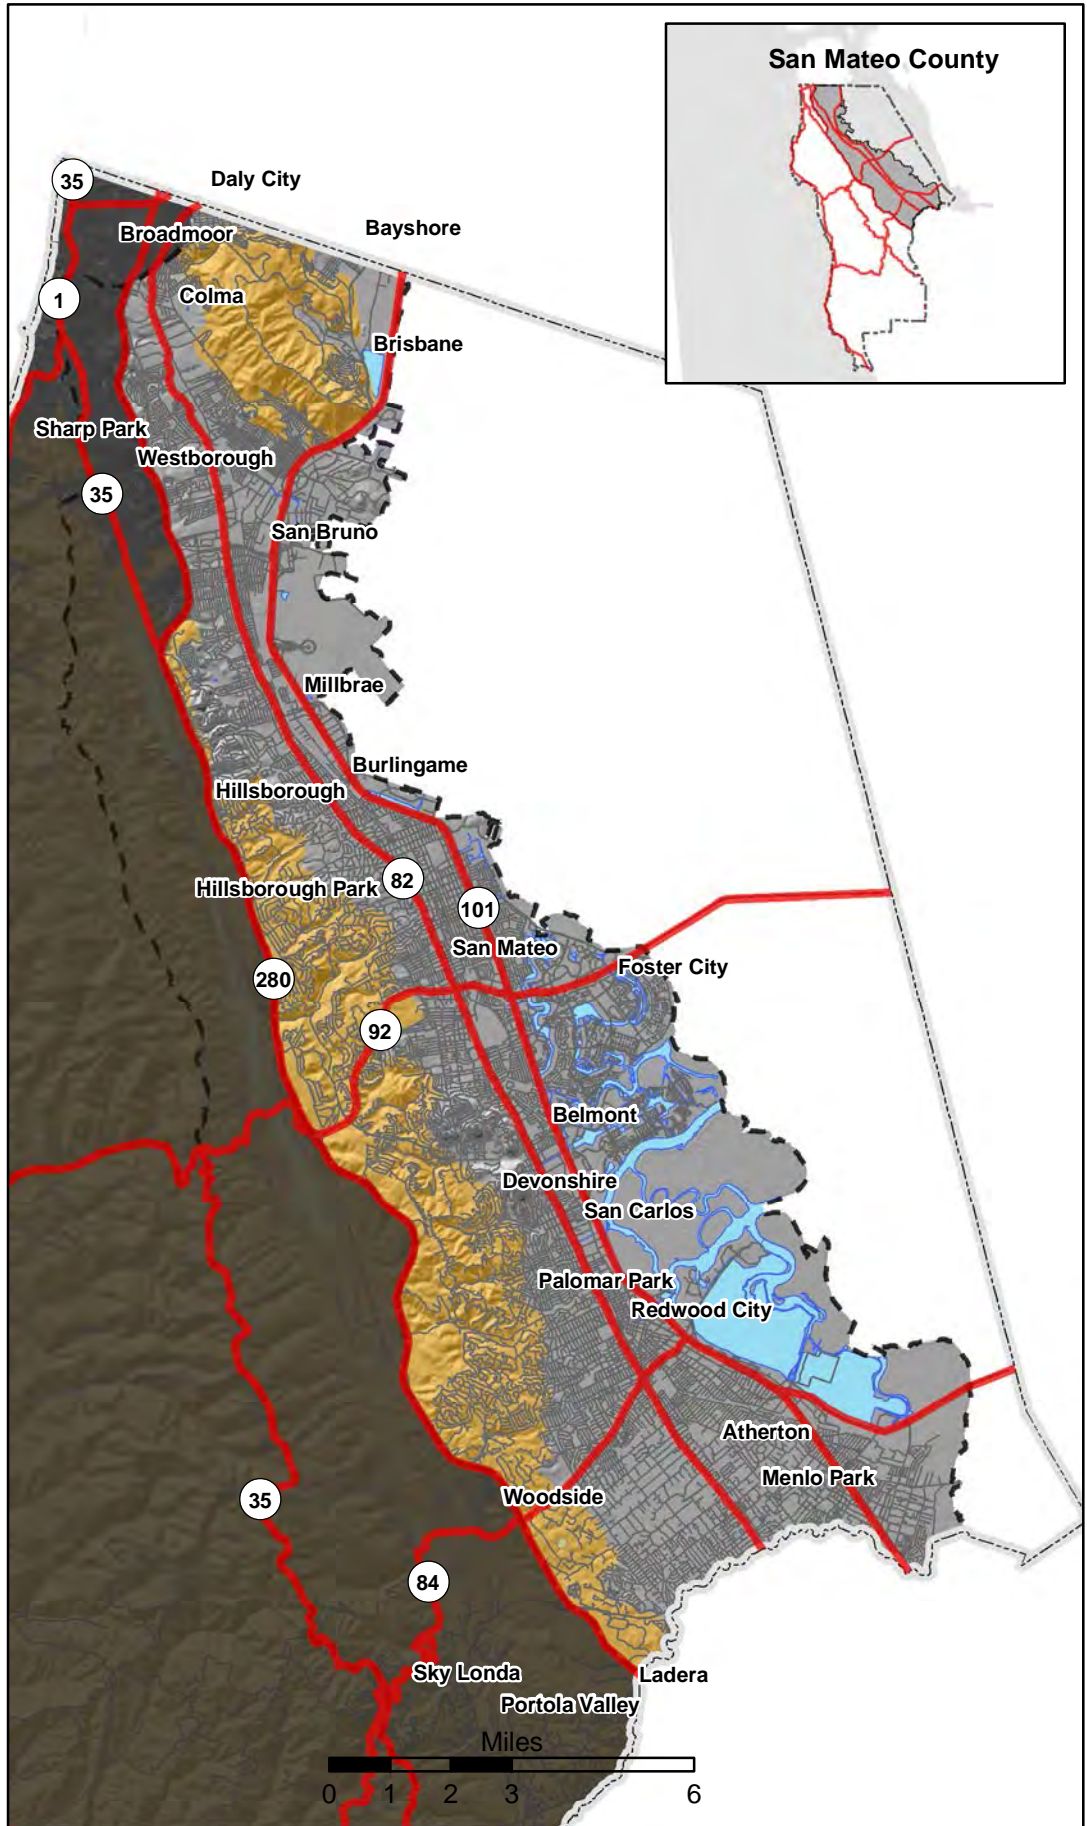 San Mateo County
35
Daly City
Bayshore
Broadmoor
1
Colma
Brisbane
Sharp Park
Westborough
35
San Bruno
Millbrae
Burlingame
Hillsborough
Hillsborough Park
82
101
San Mateo
Foster City
280
92
Belmont
Devonshire
San Carlos
Palomar Park
Redwood City
Atherton
Menlo Park
Woodside
35
84
Sky Londa
Ladera
Portola Valley
Miles
0 1 2 3 6